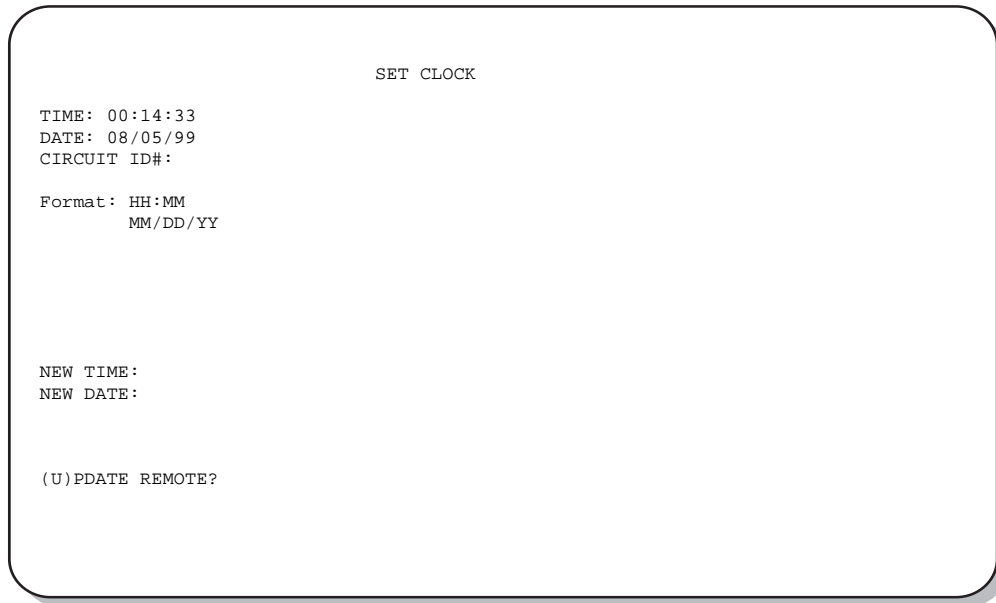 SET CLOCK
TIME: 00:14:33
DATE: 08/05/99
CIRCUIT ID#:
Format: HH:MM
MM/DD/YY
NEW TIME:
NEW DATE:
(U)PDATE REMOTE?